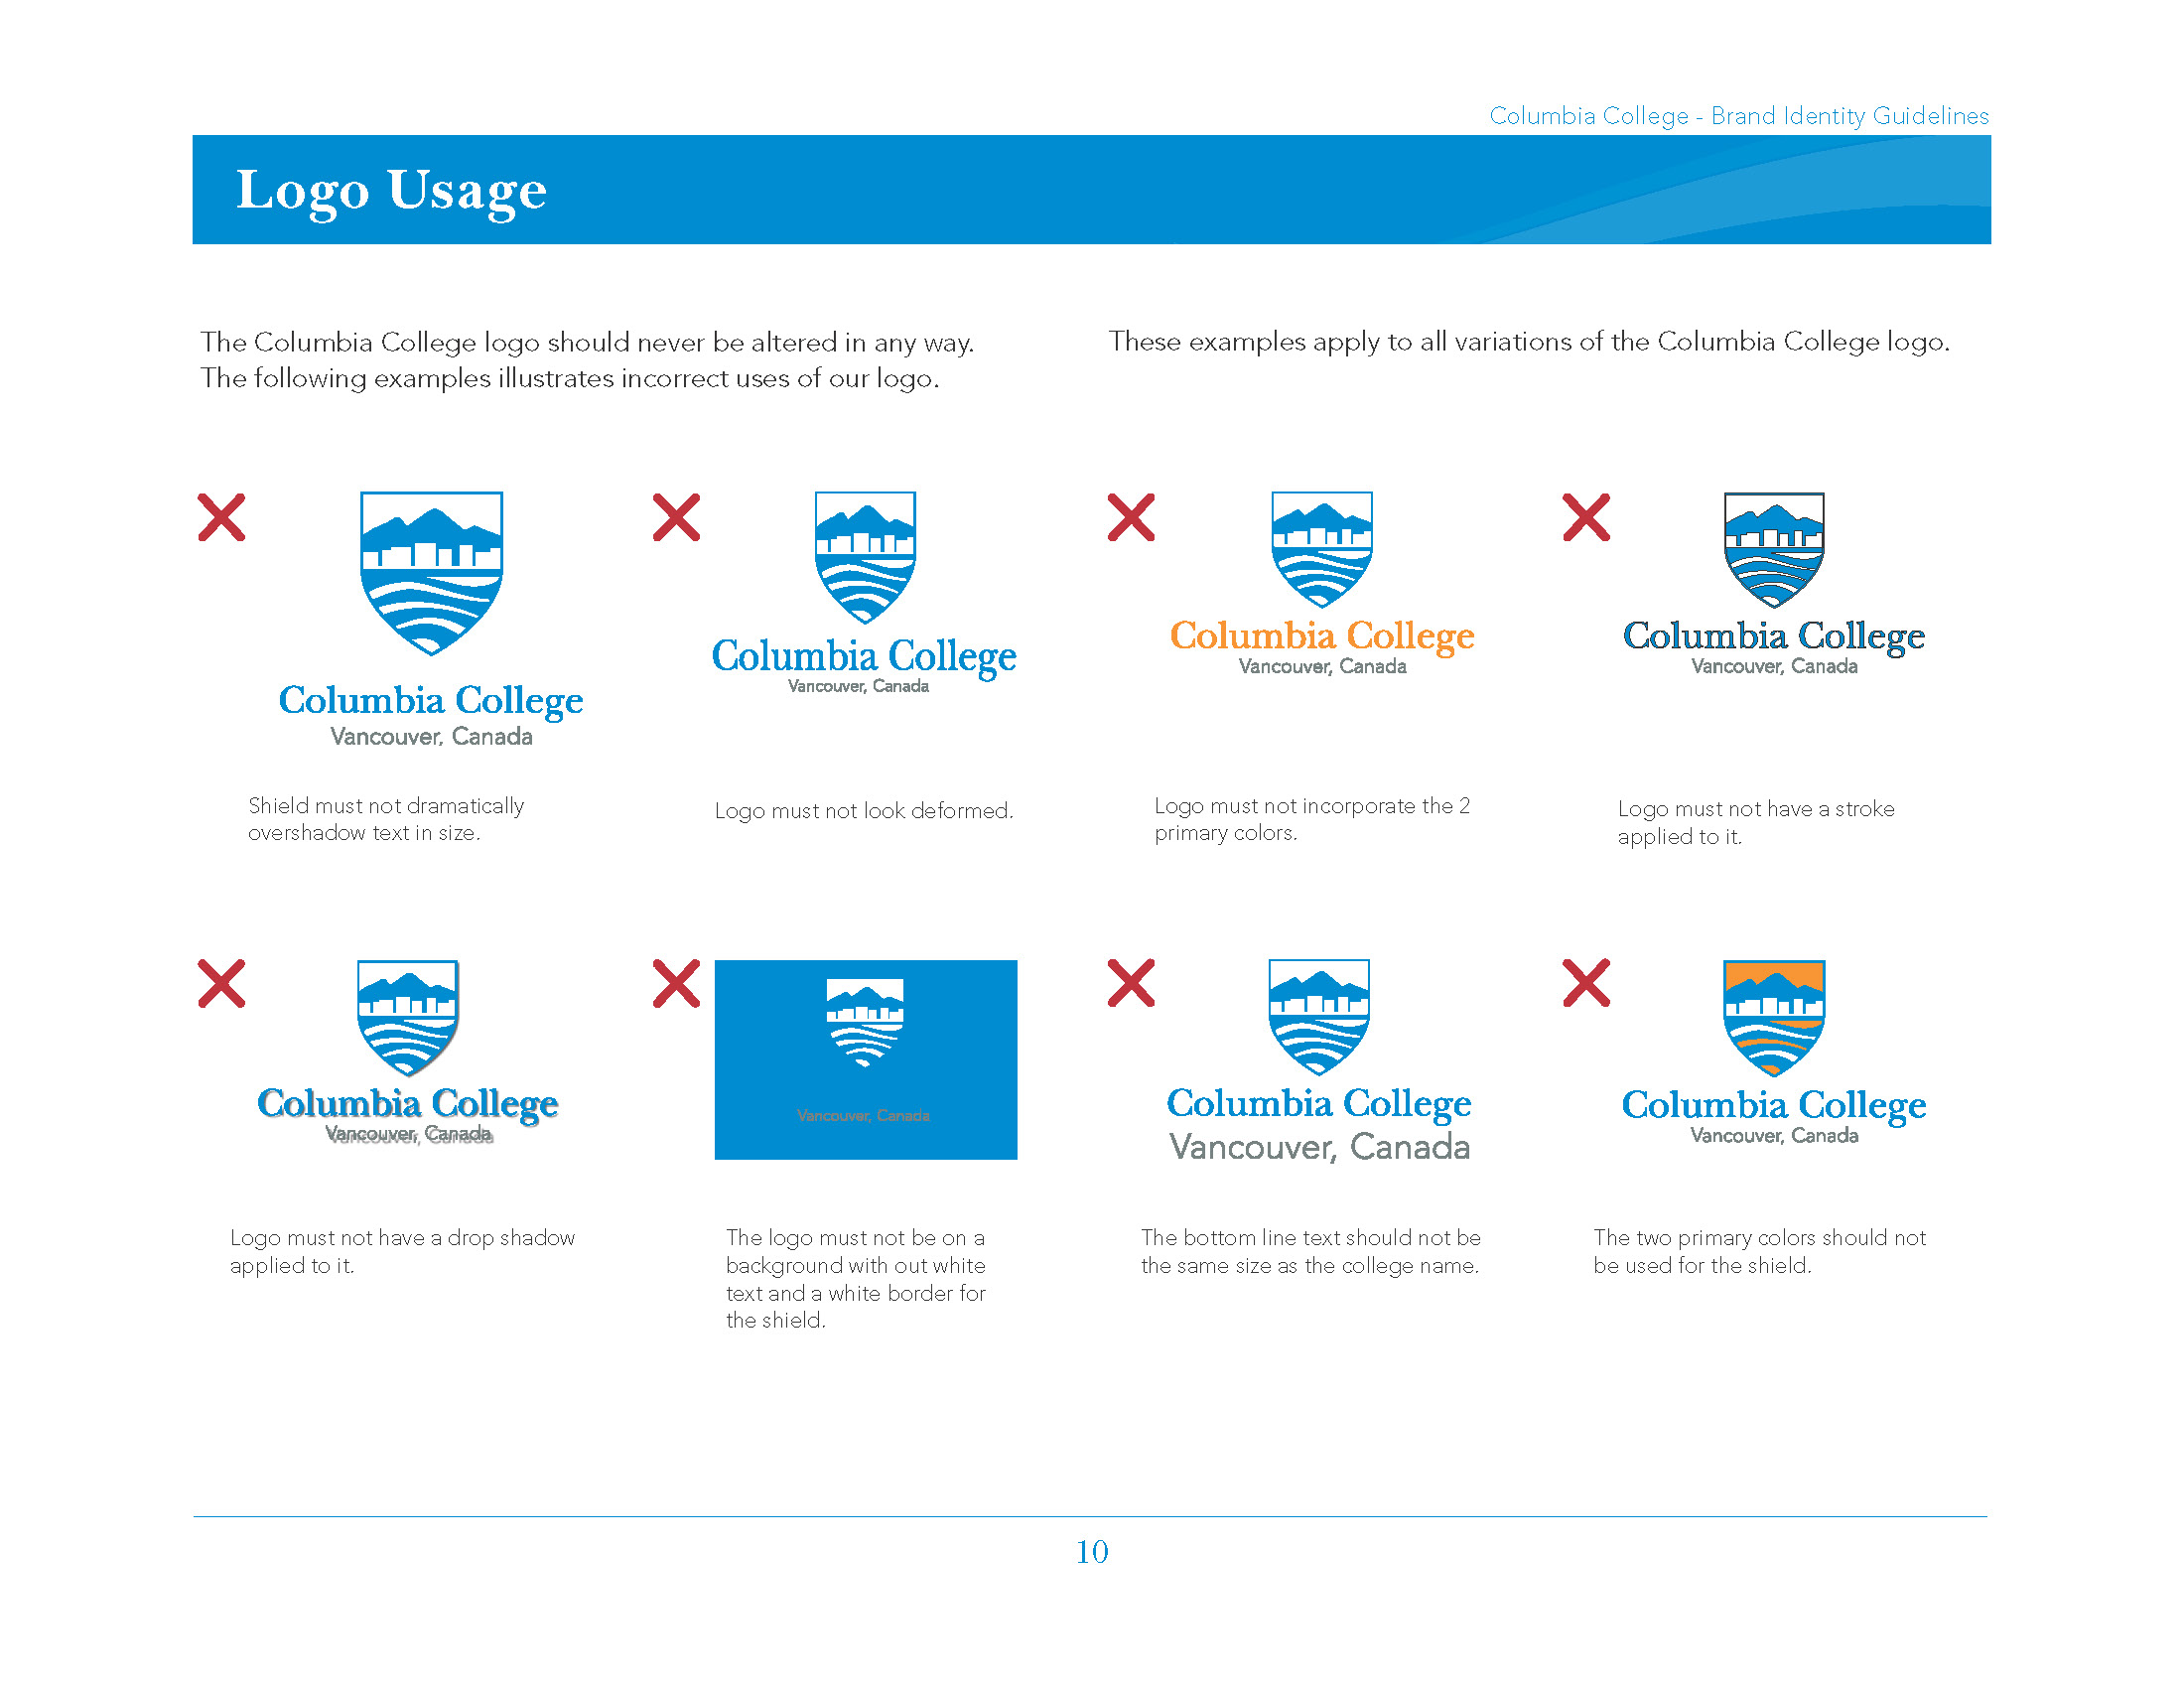 Columbia College - Brand Identity Guidelines
Logo Usage
The Columbia College logo should never be altered in any way.
The following examples illustrates incorrect uses of our logo.
These examples apply to all variations of the Columbia College logo.
Columbia College
Vancouver, Canada
Shield must not dramatically
overshadow text in size.
Columbia College
Vancouver, Canada
Logo must not look deformed.
Columbia College
Vancouver, Canada
Logo must not incorporate the 2
primary colors.
Columbia College
Vancouver, Canada
Logo must not have a stroke
applied to it.
Columbia College
Vancouver, Canada
Logo must not have a drop shadow
applied to it.
Vancouver, Canada
The logo must not be on a
background with out white
text and a white border for
the shield.
Columbia College
Vancouver, Canada
The bottom line text should not be
the same size as the college name.
Columbia College
Vancouver, Canada
The two primary colors should not
be used for the shield.
10